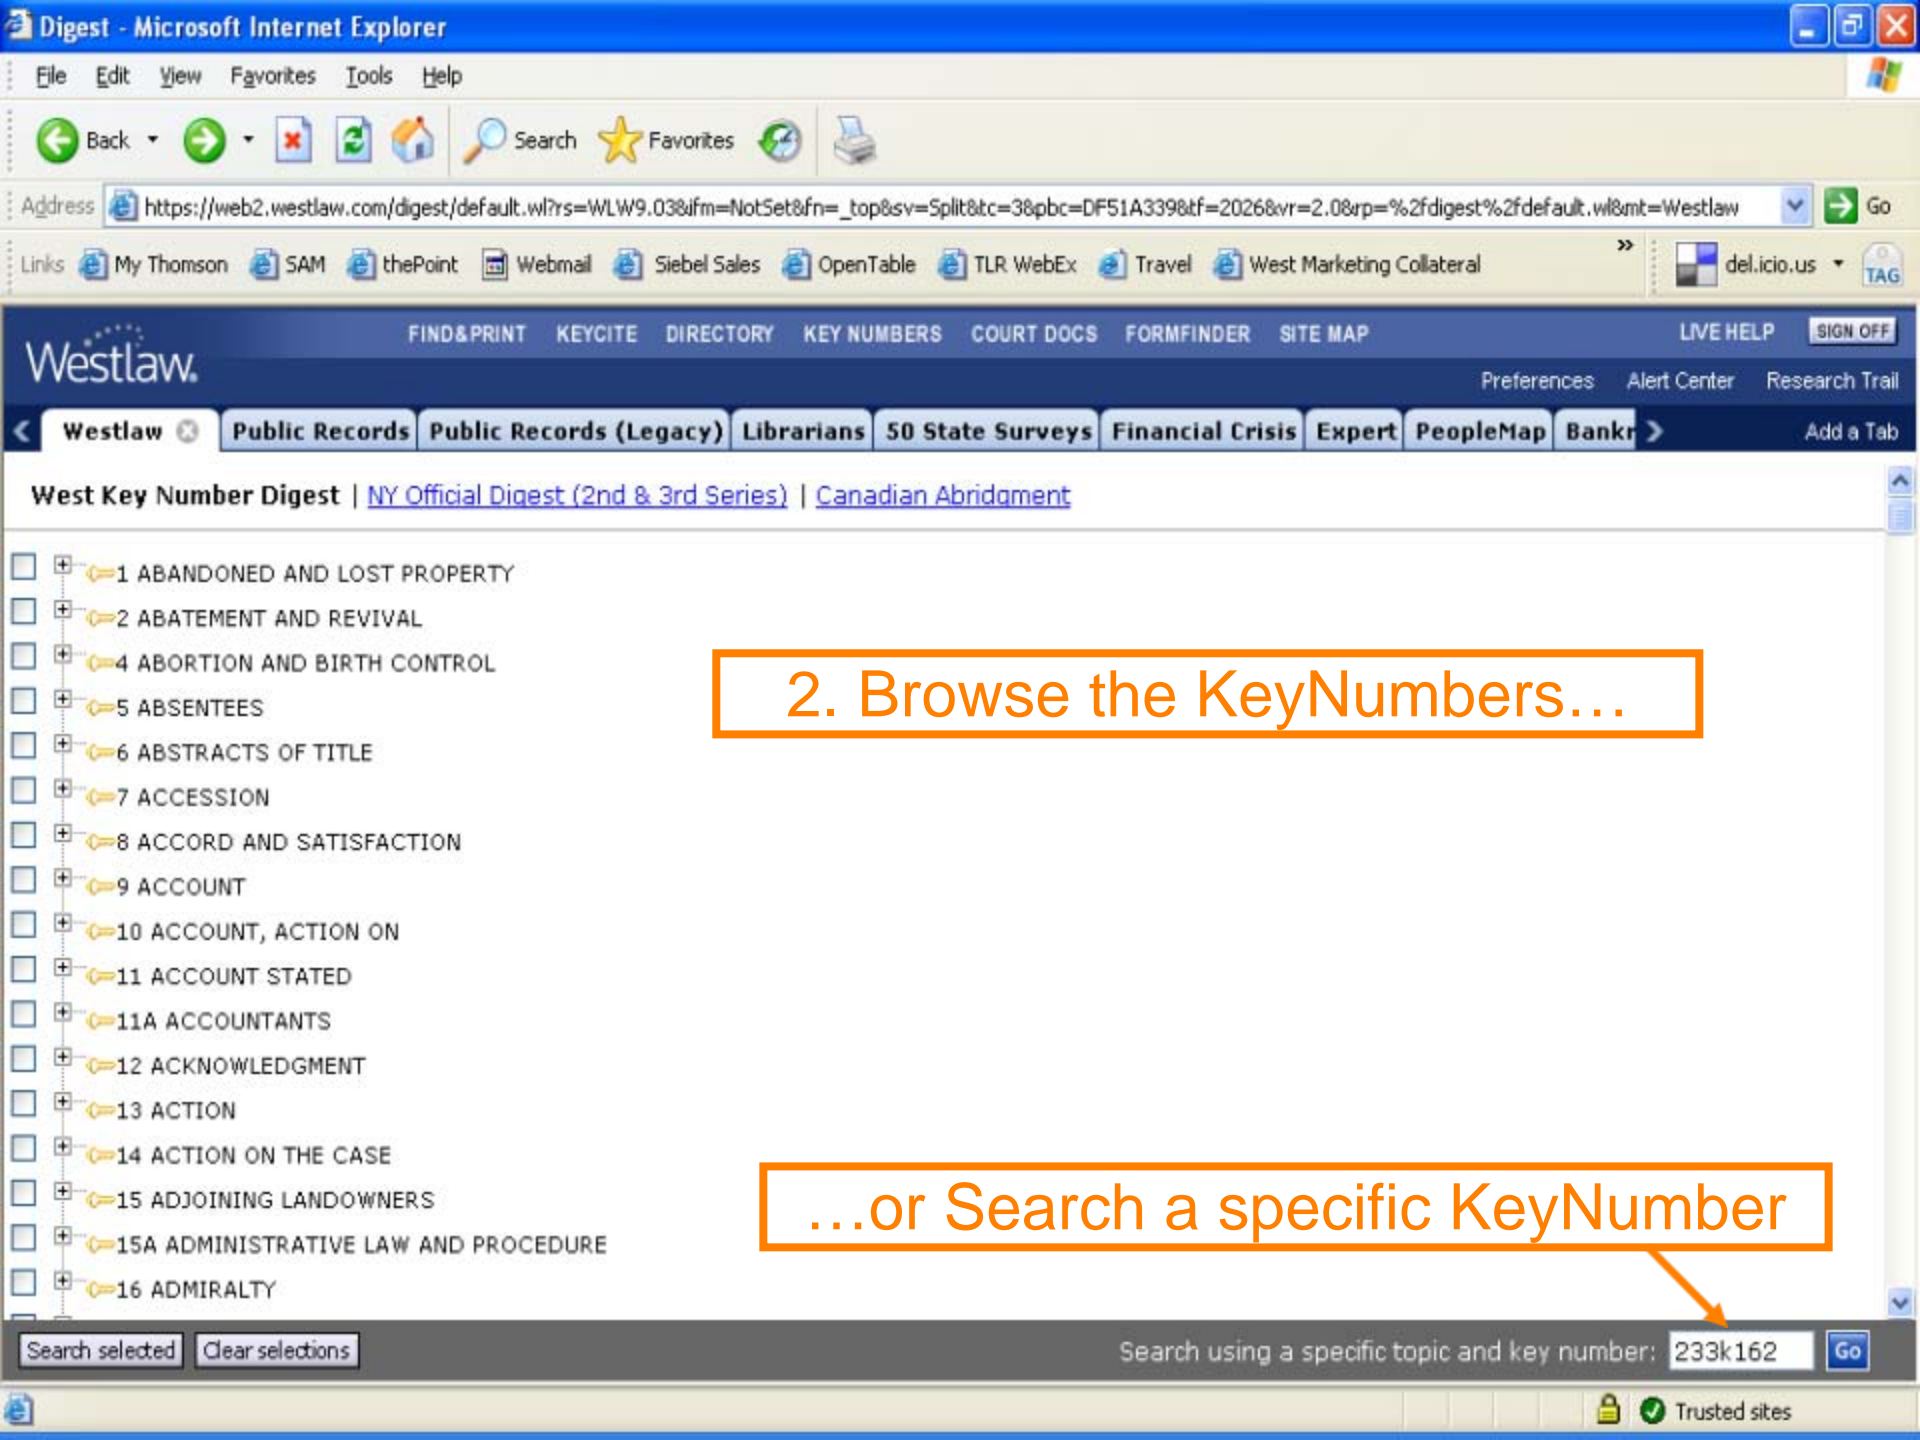 Digest - Microsoft Internet Explorer
File Edit View Favorites Tools Help
Back Search Favorites
Address https://web2.westlaw.com/digest/default.wl?rs=WLW9.03&ifm=NotSet&fn=_top&sv=Split&tc=3&pbc=DF51A339&tf=2026&vr=2.0&rp=%2fdigest%2fdefault.wl&mt=Westlaw Go
Links My Thomson SAM thePoint Webmail Siebel Sales OpenTable TLR WebEx Travel West Marketing Collateral » del.icio.us TAG
Westlaw. FIND&PRINT KEYCITE DIRECTORY KEY NUMBERS COURT DOCS FORMFINDER SITE MAP LIVE HELP SIGN OFF
Preferences Alert Center Research Trail
Westlaw Public Records Public Records (Legacy) Librarians 50 State Surveys Financial Crisis Expert PeopleMap Bankr Add a Tab
West Key Number Digest | NY Official Digest (2nd & 3rd Series) | Canadian Abridgment
1 ABANDONED AND LOST PROPERTY
2 ABATEMENT AND REVIVAL
4 ABORTION AND BIRTH CONTROL
5 ABSENTEES
2. Browse the KeyNumbers…
6 ABSTRACTS OF TITLE
7 ACCESSION
8 ACCORD AND SATISFACTION
9 ACCOUNT
10 ACCOUNT, ACTION ON
11 ACCOUNT STATED
11A ACCOUNTANTS
12 ACKNOWLEDGMENT
13 ACTION
14 ACTION ON THE CASE
15 ADJOINING LANDOWNERS
…or Search a specific KeyNumber
15A ADMINISTRATIVE LAW AND PROCEDURE
16 ADMIRALTY
Search selected Clear selections Search using a specific topic and key number: 233k162 Go
Trusted sites